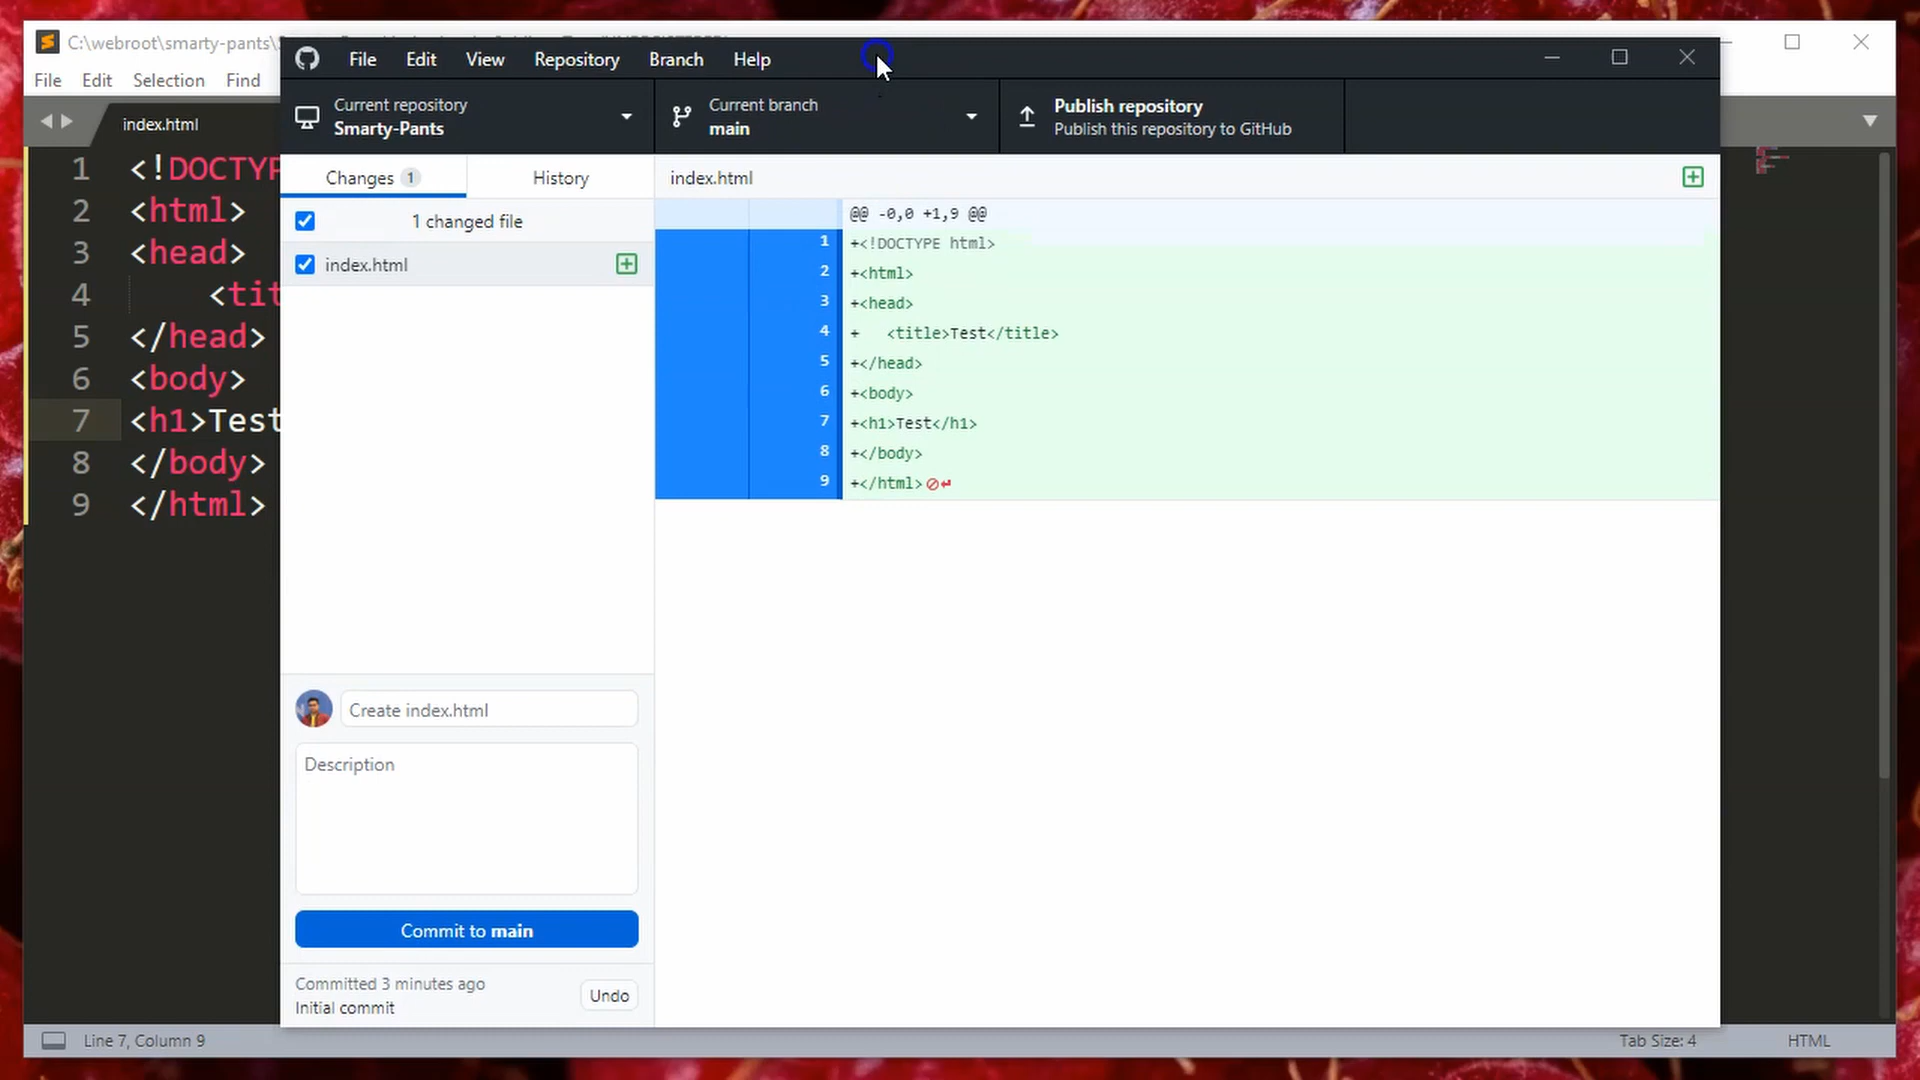 C:\webroot\smarty-pants\
File Edit Selection Find
index.html
1 <!DOCTYP
2 <html>
3 <head>
4 <tit
5 </head>
6 <body>
7 <h1>Test
8 </body>
9 </html>
File Edit View Repository Branch Help
Current repository
Smarty-Pants
Current branch
main
Publish repository
Publish this repository to GitHub
Changes 1
History
1 changed file
index.html
index.html
@@ -0,0 +1,9 @@
1 +<!DOCTYPE html>
2 +<html>
3 +<head>
4 + <title>Test</title>
5 +</head>
6 +<body>
7 +<h1>Test</h1>
8 +</body>
9 +</html>
Create index.html
Description
Commit to main
Committed 3 minutes ago
Initial commit
Undo
Line 7, Column 9
Tab Size: 4
HTML